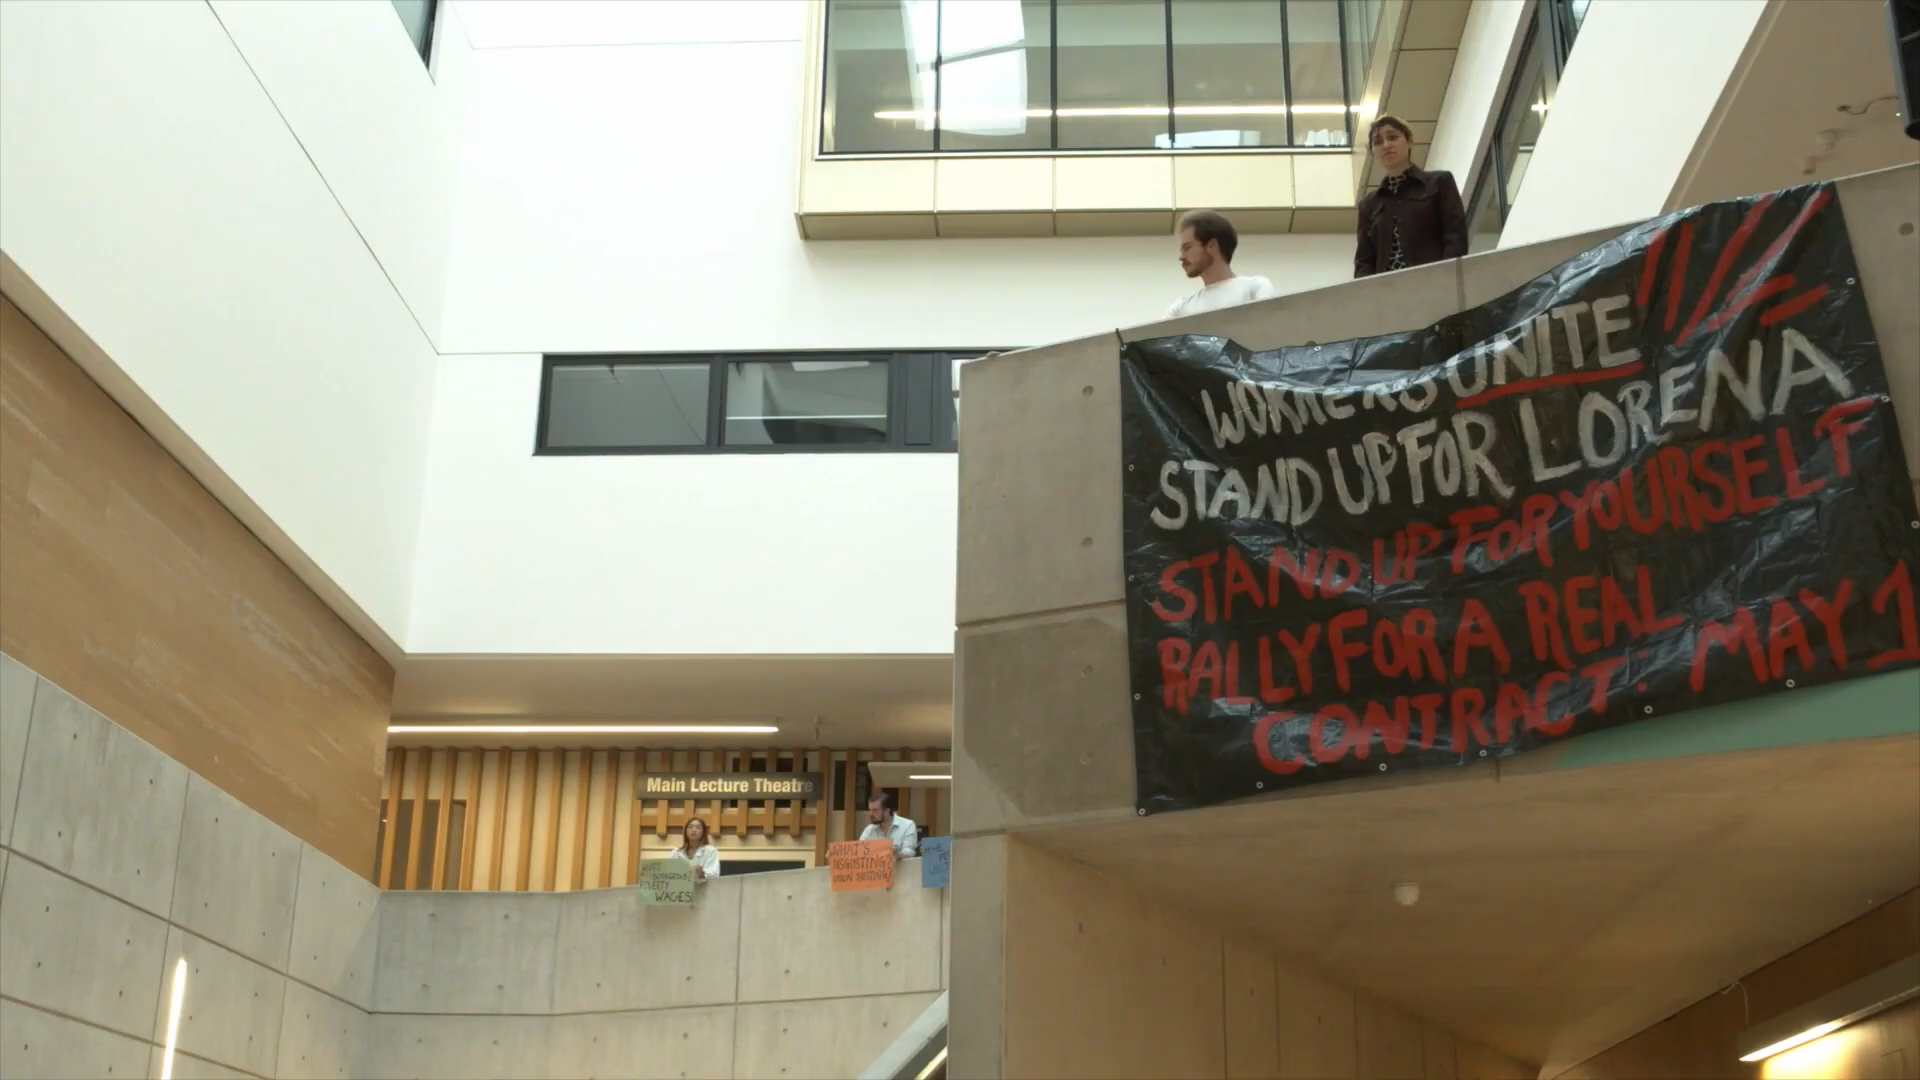 WORKERS UNITE
STAND UP FOR LORENA
STAND UP FOR YOURSELF
RALLY FOR A REAL
CONTRACT: MAY 1
Main Lecture Theatre
POVERTY
WAGES!
WHAT'S
DISGUSTING?
UNION BUSTING!